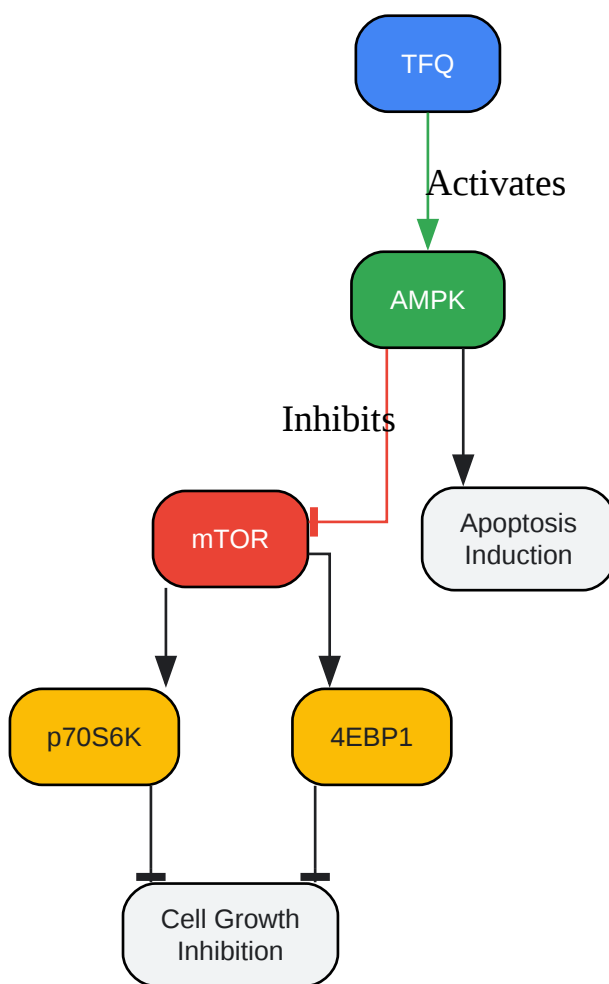 TFQ
Activates
AMPK
Inhibits
mTOR
Apoptosis
Induction
p70S6K
4EBP1
Cell Growth
Inhibition